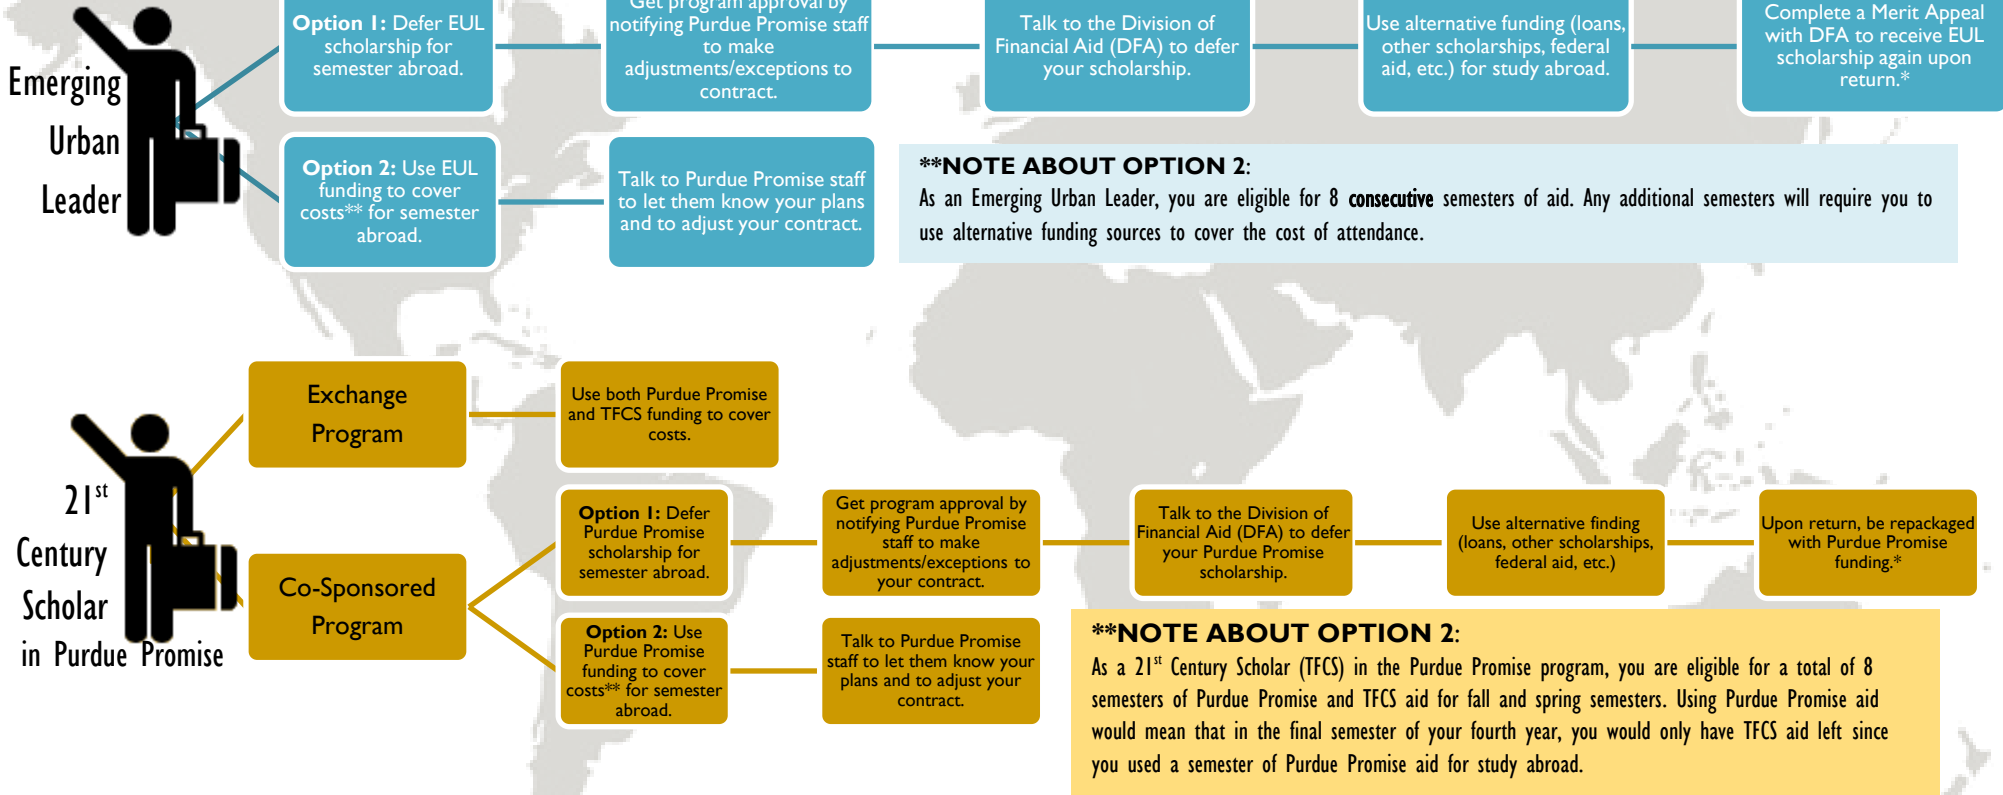 Emerging
Urban
Leader
Option 1: Defer EUL
scholarship for
semester abroad.
Get program approval by
notifying Purdue Promise staff
to make
adjustments/exceptions to
contract.
Talk to the Division of
Financial Aid (DFA) to defer
your scholarship.
Use alternative funding (loans,
other scholarships, federal
aid, etc.) for study abroad.
Complete a Merit Appeal
with DFA to receive EUL
scholarship again upon
return.*
Option 2: Use EUL
funding to cover
costs** for semester
abroad.
Talk to Purdue Promise staff
to let them know your plans
and to adjust your contract.
**NOTE ABOUT OPTION 2:
As an Emerging Urban Leader, you are eligible for 8 consecutive semesters of aid. Any additional semesters will require you to
use alternative funding sources to cover the cost of attendance.
21st
Century
Scholar
in Purdue Promise
Exchange
Program
Use both Purdue Promise
and TFCS funding to cover
costs.
Co-Sponsored
Program
Option 1: Defer
Purdue Promise
scholarship for
semester abroad.
Get program approval by
notifying Purdue Promise
staff to make
adjustments/exceptions to
your contract.
Talk to the Division of
Financial Aid (DFA) to defer
your Purdue Promise
scholarship.
Use alternative finding
(loans, other scholarships,
federal aid, etc.)
Upon return, be repackaged
with Purdue Promise
funding.*
Option 2: Use
Purdue Promise
funding to cover
costs** for semester
abroad.
Talk to Purdue Promise
staff to let them know your
plans and to adjust your
contract.
**NOTE ABOUT OPTION 2:
As a 21st Century Scholar (TFCS) in the Purdue Promise program, you are eligible for a total of 8
semesters of Purdue Promise and TFCS aid for fall and spring semesters. Using Purdue Promise aid
would mean that in the final semester of your fourth year, you would only have TFCS aid left since
you used a semester of Purdue Promise aid for study abroad.